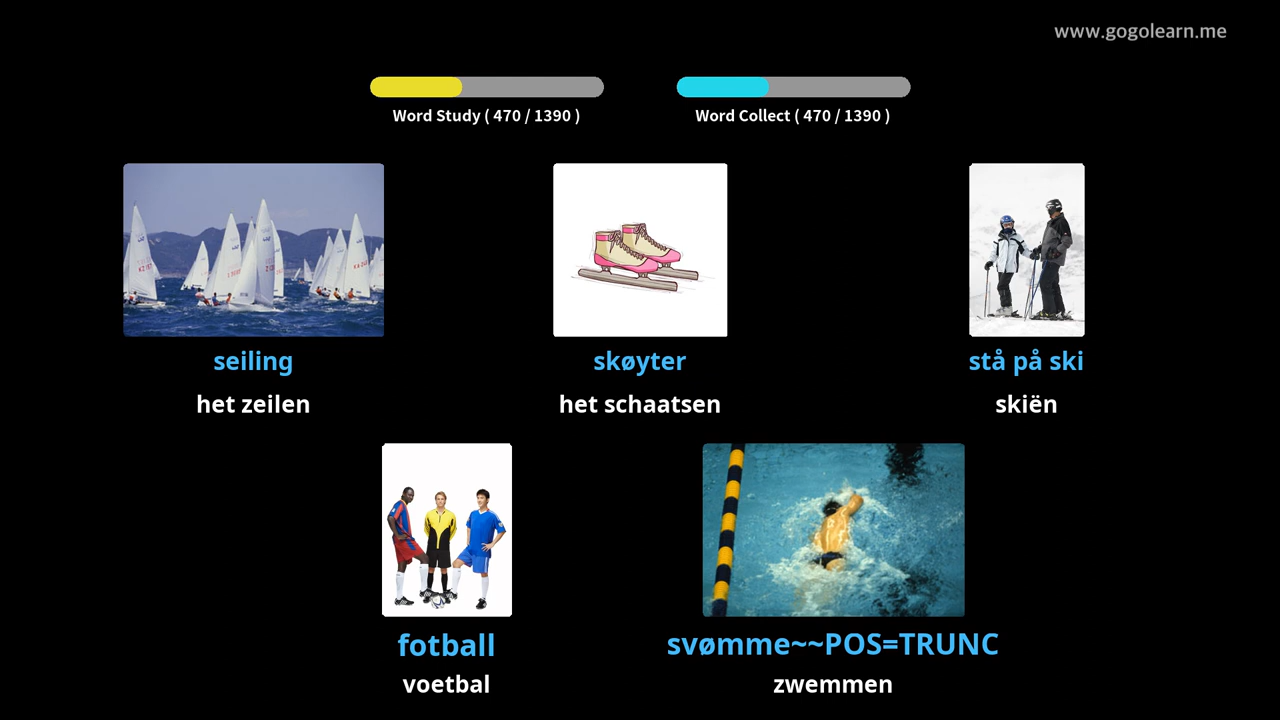 www.gogolearn.me
Word Study ( 470 / 1390 )
Word Collect ( 470 / 1390 )
seiling
skøyter
stå på ski
het zeilen
het schaatsen
skiën
fotball
svømme~~POS=TRUNC
voetbal
zwemmen